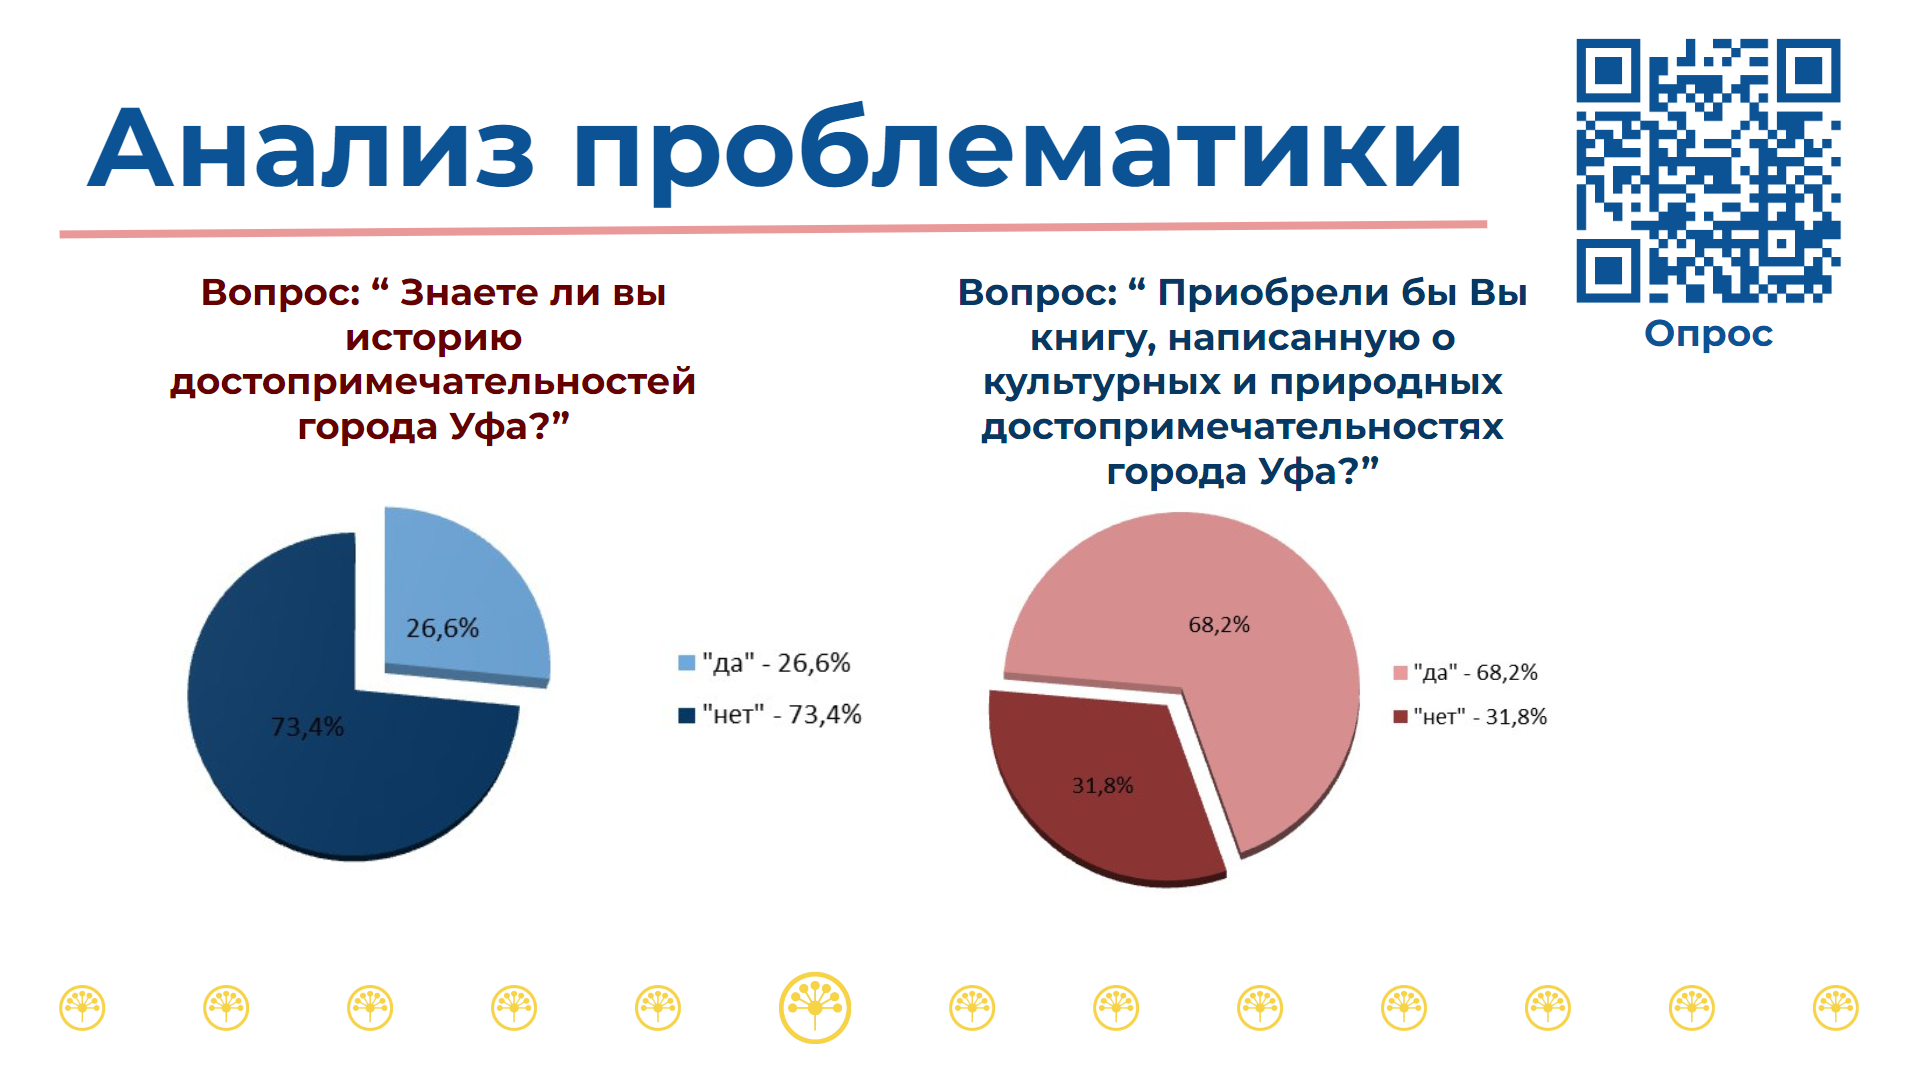 Анализ проблематики
Опрос
Вопрос: “ Знаете ли вы
историю
достопримечательностей
города Уфа?”
26,6%
73,4%
"да" - 26,6%
"нет" - 73,4%
Вопрос: “ Приобрели бы Вы
книгу, написанную о
культурных и природных
достопримечательностях
города Уфа?”
68,2%
31,8%
"да" - 68,2%
"нет" - 31,8%